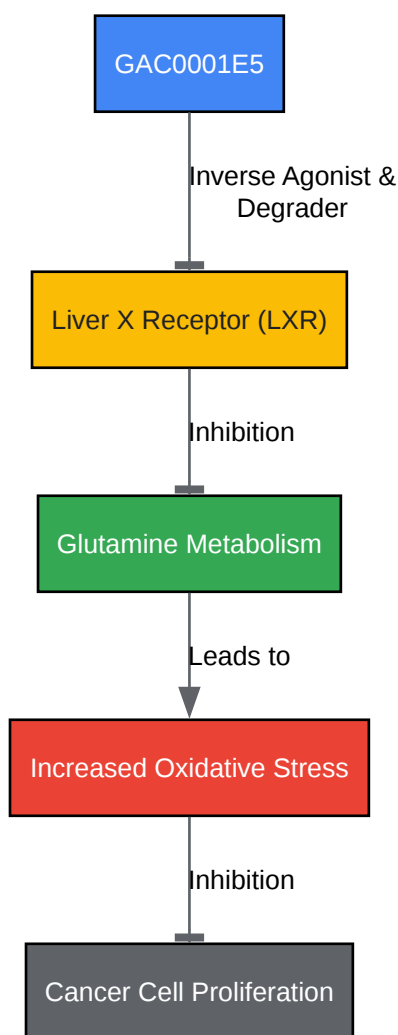 GAC0001E5
Inverse Agonist &
Degrader
Liver X Receptor (LXR)
Inhibition
Glutamine Metabolism
Leads to
Increased Oxidative Stress
Inhibition
Cancer Cell Proliferation